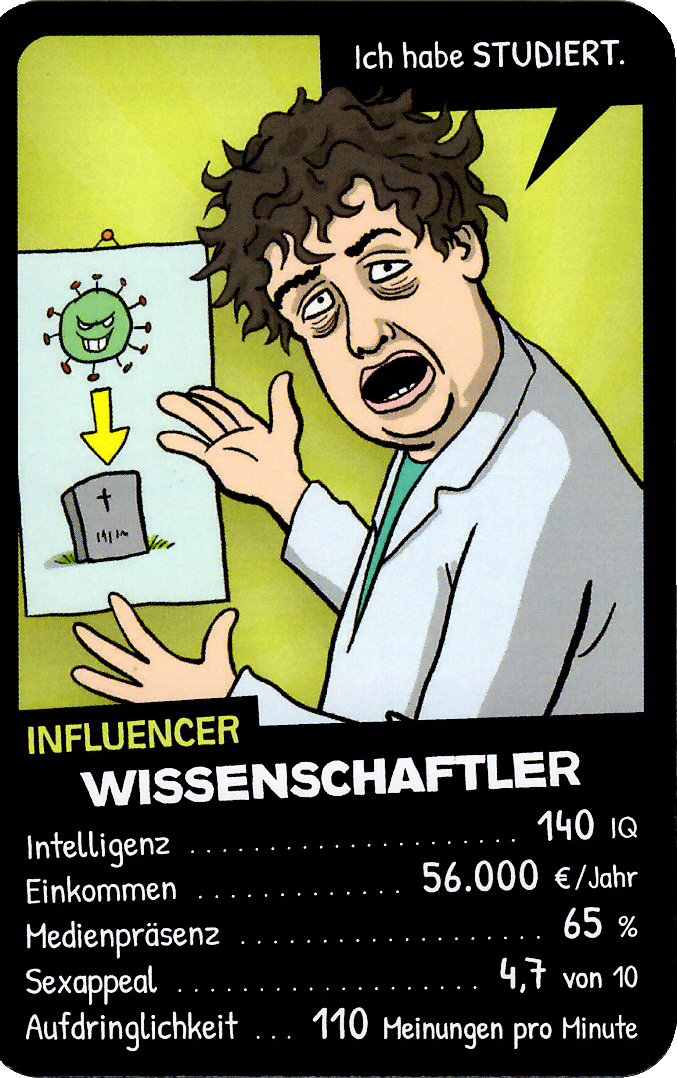 Ich habe STUDIERT.
INFLUENCER
WISSENSCHAFTLER
Intelligenz ...................... 140 IQ
Einkommen ............. 56.000 €/Jahr
Medienpräsenz .................... 65 %
Sexappeal .................... 4,7 von 10
Aufdringlichkeit ... 110 Meinungen pro Minute